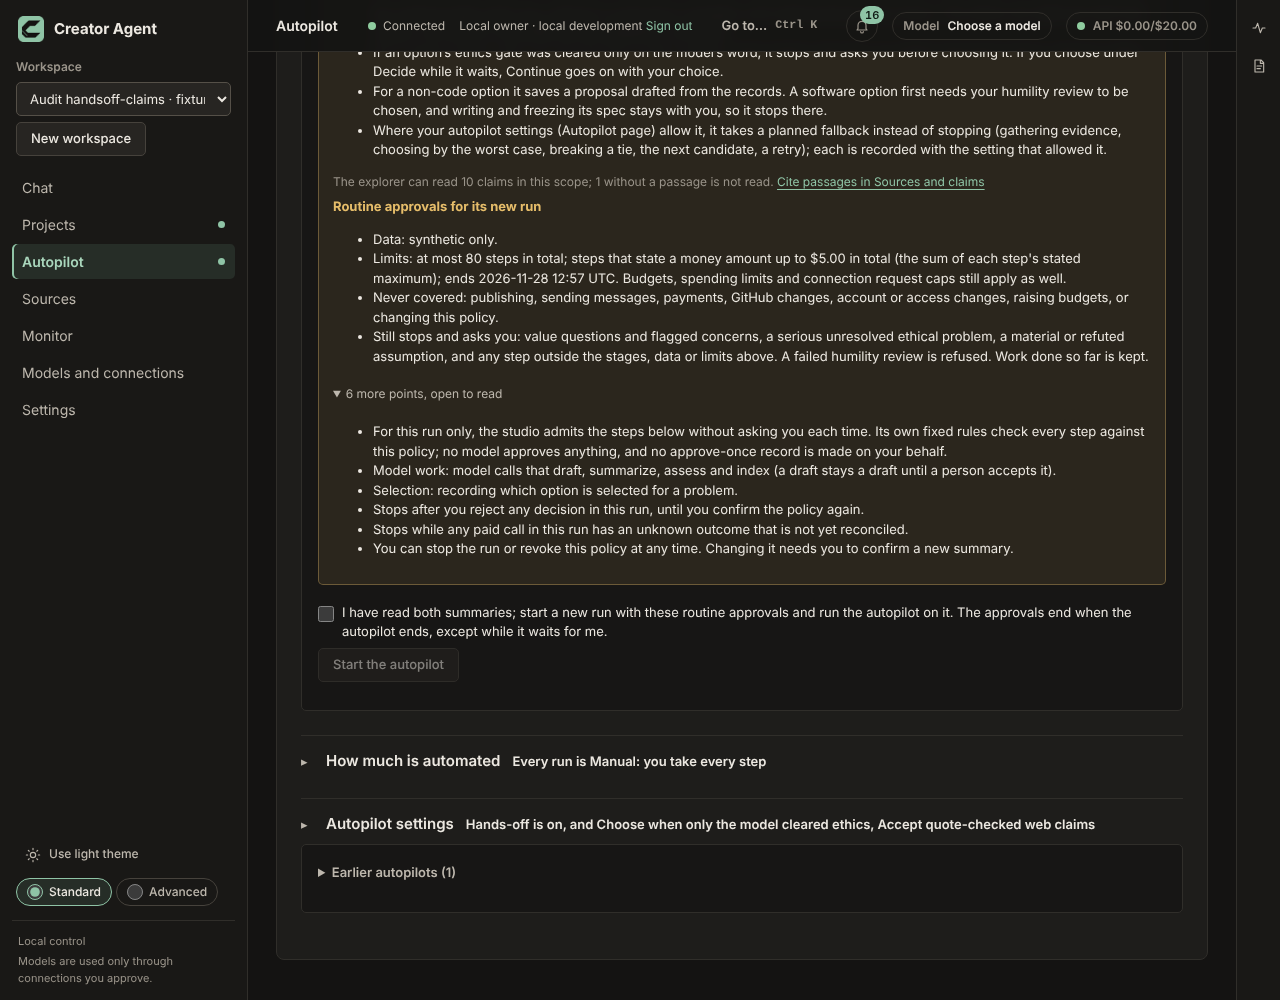 Creator Agent
Workspace
Audit handsoff-claims · fixtur
New workspace
Chat
Projects
Autopilot
Sources
Monitor
Models and connections
Settings
Use light theme
Standard
Advanced
Local control
Models are used only through
connections you approve.
Autopilot
Connected
Local owner · local development Sign out
Go to... Ctrl K
16
Model Choose a model
API $0.00/$20.00
If an option's ethics gate was cleared only on the model's word, it stops and asks you before choosing it. If you choose under
Decide while it waits, Continue goes on with your choice.
For a non-code option it saves a proposal drafted from the records. A software option first needs your humility review to be
chosen, and writing and freezing its spec stays with you, so it stops there.
Where your autopilot settings (Autopilot page) allow it, it takes a planned fallback instead of stopping (gathering evidence,
choosing by the worst case, breaking a tie, the next candidate, a retry); each is recorded with the setting that allowed it.
The explorer can read 10 claims in this scope; 1 without a passage is not read. Cite passages in Sources and claims
Routine approvals for its new run
Data: synthetic only.
Limits: at most 80 steps in total; steps that state a money amount up to $5.00 in total (the sum of each step's stated
maximum); ends 2026-11-28 12:57 UTC. Budgets, spending limits and connection request caps still apply as well.
Never covered: publishing, sending messages, payments, GitHub changes, account or access changes, raising budgets, or
changing this policy.
Still stops and asks you: value questions and flagged concerns, a serious unresolved ethical problem, a material or refuted
assumption, and any step outside the stages, data or limits above. A failed humility review is refused. Work done so far is kept.
6 more points, open to read
For this run only, the studio admits the steps below without asking you each time. Its own fixed rules check every step against
this policy; no model approves anything, and no approve-once record is made on your behalf.
Model work: model calls that draft, summarize, assess and index (a draft stays a draft until a person accepts it).
Selection: recording which option is selected for a problem.
Stops after you reject any decision in this run, until you confirm the policy again.
Stops while any paid call in this run has an unknown outcome that is not yet reconciled.
You can stop the run or revoke this policy at any time. Changing it needs you to confirm a new summary.
I have read both summaries; start a new run with these routine approvals and run the autopilot on it. The approvals end when the
autopilot ends, except while it waits for me.
Start the autopilot
How much is automated Every run is Manual: you take every step
Autopilot settings Hands-off is on, and Choose when only the model cleared ethics, Accept quote-checked web claims
Earlier autopilots (1)